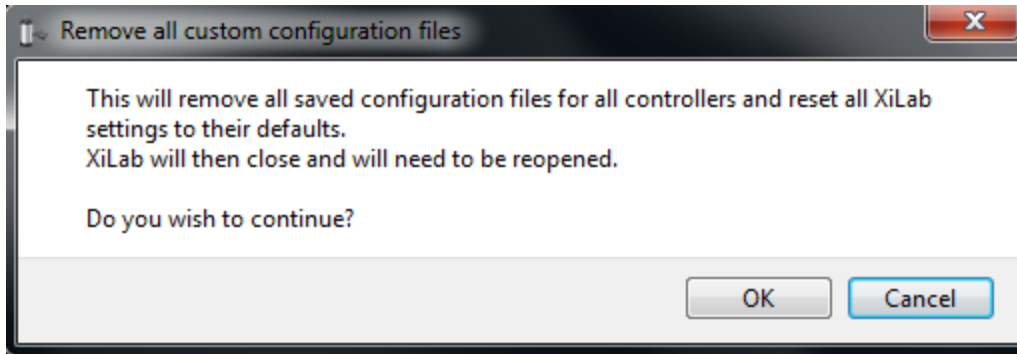 Remove all custom configuration files
This will remove all saved configuration files for all controllers and reset all XiLab
settings to their defaults.
XiLab will then close and will need to be reopened.
Do you wish to continue?
OK
Cancel